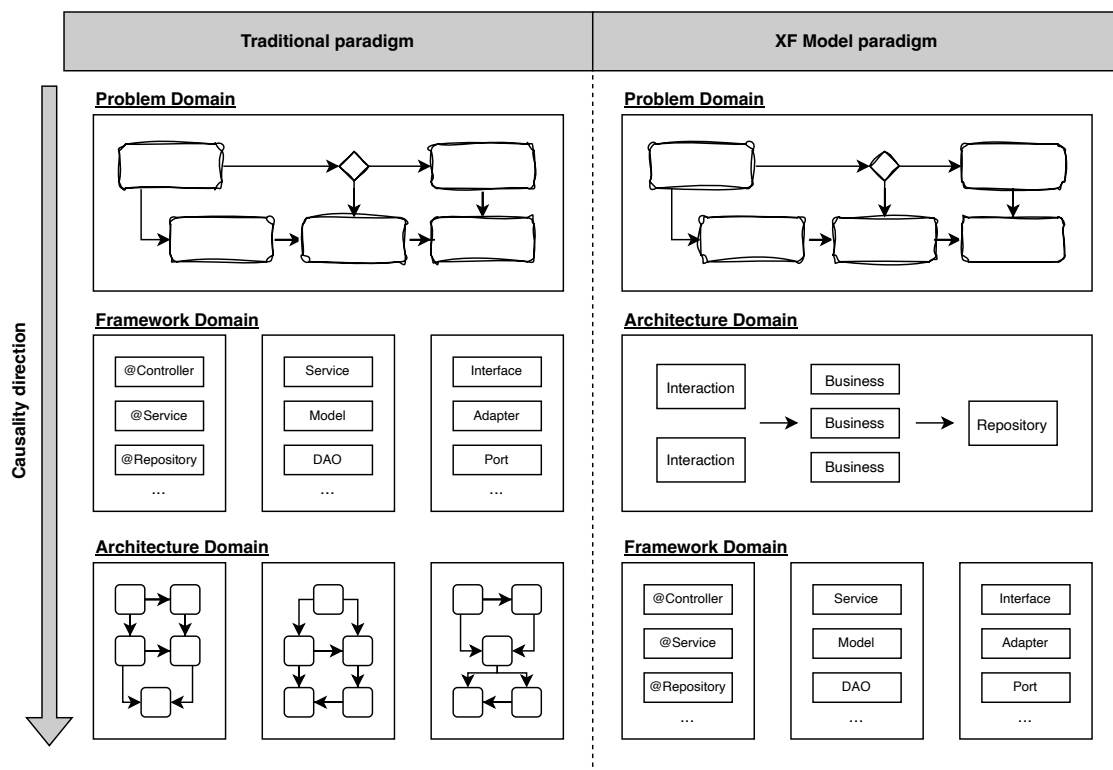 Traditional paradigm
XF Model paradigm
Causality direction
Problem Domain
Framework Domain
@Controller
@Service
@Repository
...
Service
Model
DAO
...
Interface
Adapter
Port
...
Architecture Domain
Problem Domain
Architecture Domain
Interaction
Interaction
Business
Business
Business
Repository
Framework Domain
@Controller
@Service
@Repository
...
Service
Model
DAO
...
Interface
Adapter
Port
...